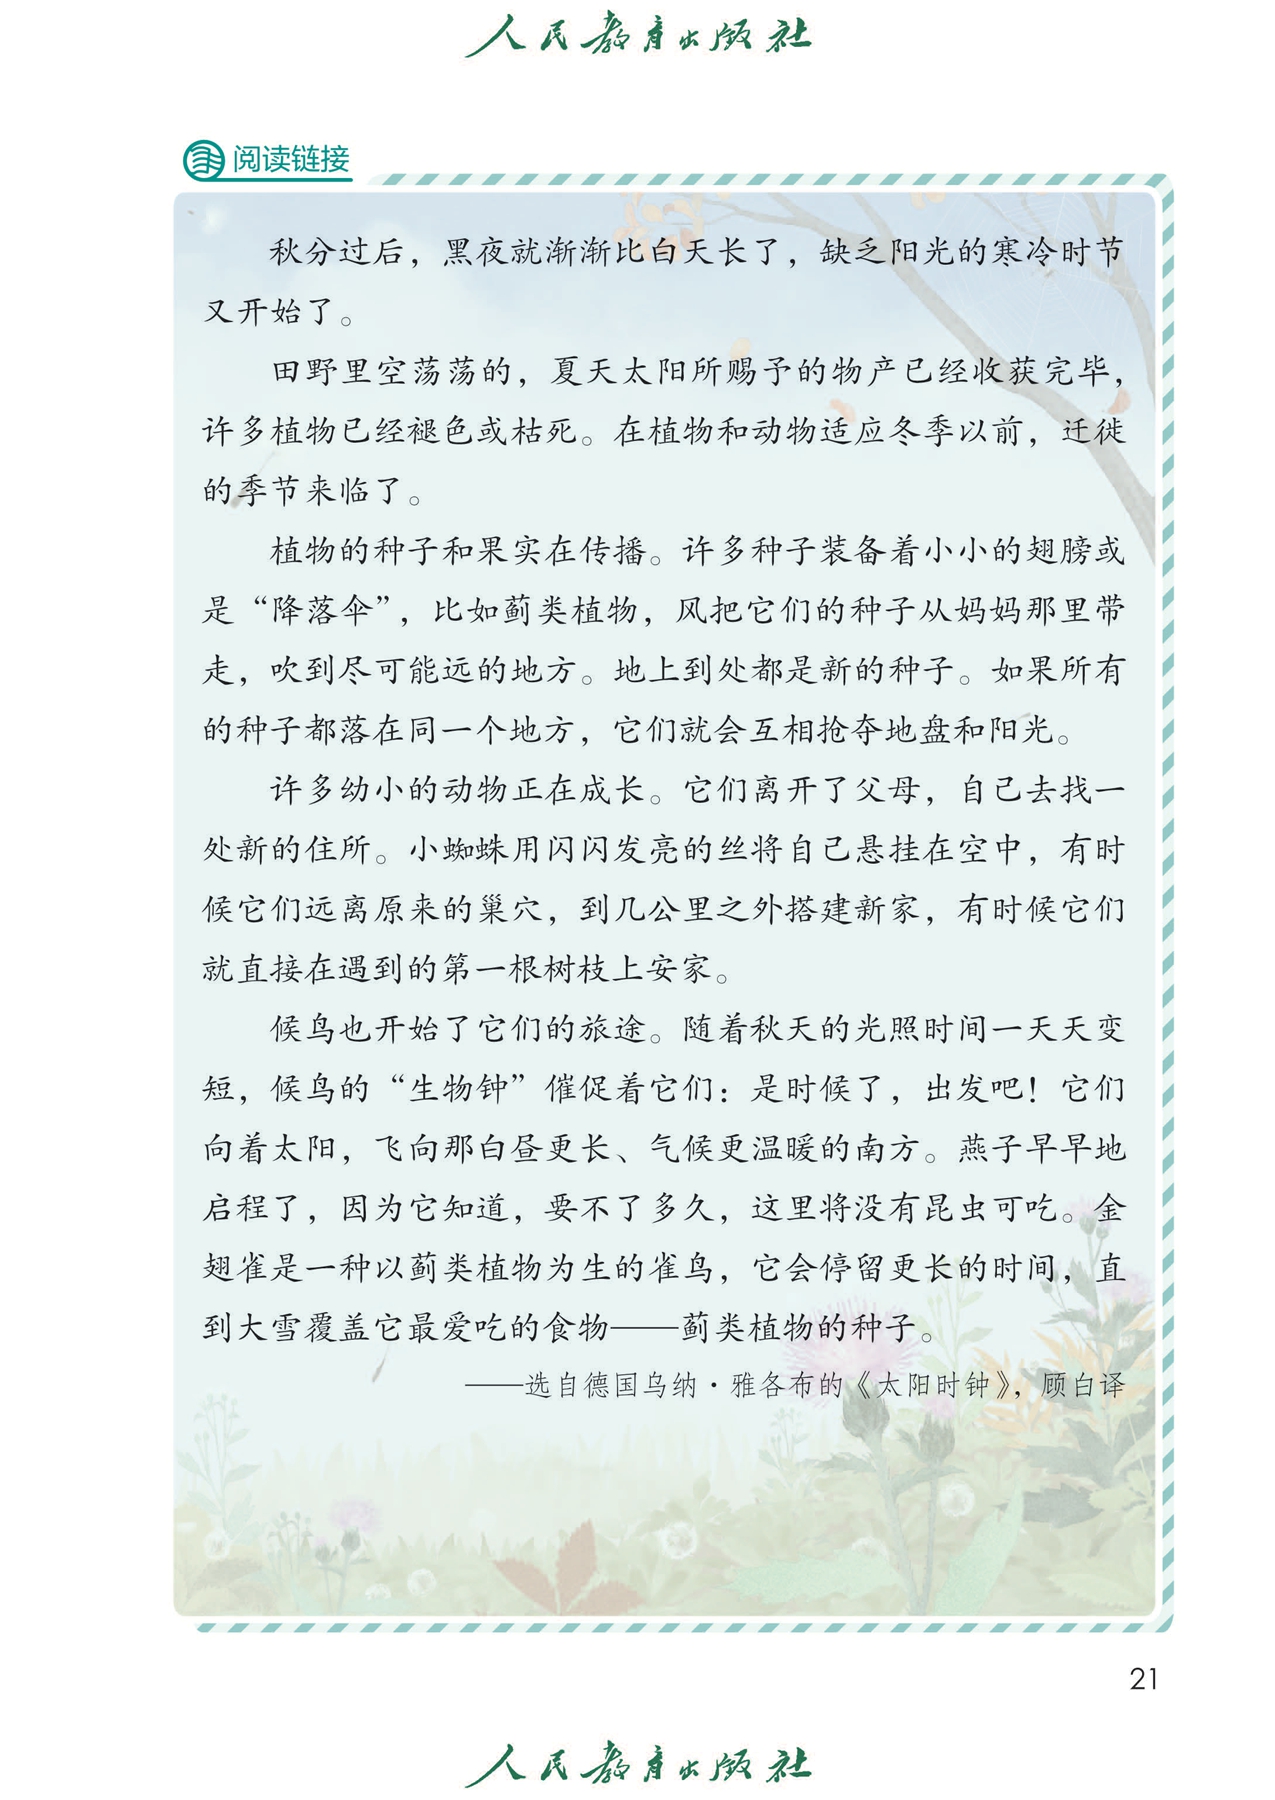 人民教育出版社
阅读链接
秋分过后，黑夜就渐渐比白天长了，缺乏阳光的寒冷时节
又开始了。
田野里空荡荡的，夏天太阳所赐予的物产已经收获完毕，
许多植物已经褪色或枯死。在植物和动物适应冬季以前，迁徙
的季节来临了。
植物的种子和果实在传播。许多种子装备着小小的翅膀或
是“降落伞”，比如蓟类植物，风把它们的种子从妈妈那里带
走，吹到尽可能远的地方。地上到处都是新的种子。如果所有
的种子都落在同一个地方，它们就会互相抢夺地盘和阳光。
许多幼小的动物正在成长。它们离开了父母，自己去找一
处新的住所。小蜘蛛用闪闪发亮的丝将自己悬挂在空中，有时
候它们远离原来的巢穴，到几公里之外搭建新家，有时候它们
就直接在遇到的第一根树枝上安家。
候鸟也开始了它们的旅途。随着秋天的光照时间一天天变
短，候鸟的“生物钟”催促着它们：是时候了，出发吧！它们
向着太阳，飞向那白昼更长、气候更温暖的南方。燕子早早地
启程了，因为它知道，要不了多久，这里将没有昆虫可吃。金
翅雀是一种以蓟类植物为生的雀鸟，它会停留更长的时间，直
到大雪覆盖它最爱吃的食物——蓟类植物的种子。
——选自德国乌纳·雅各布的《太阳时钟》，顾白译
21
人民教育出版社